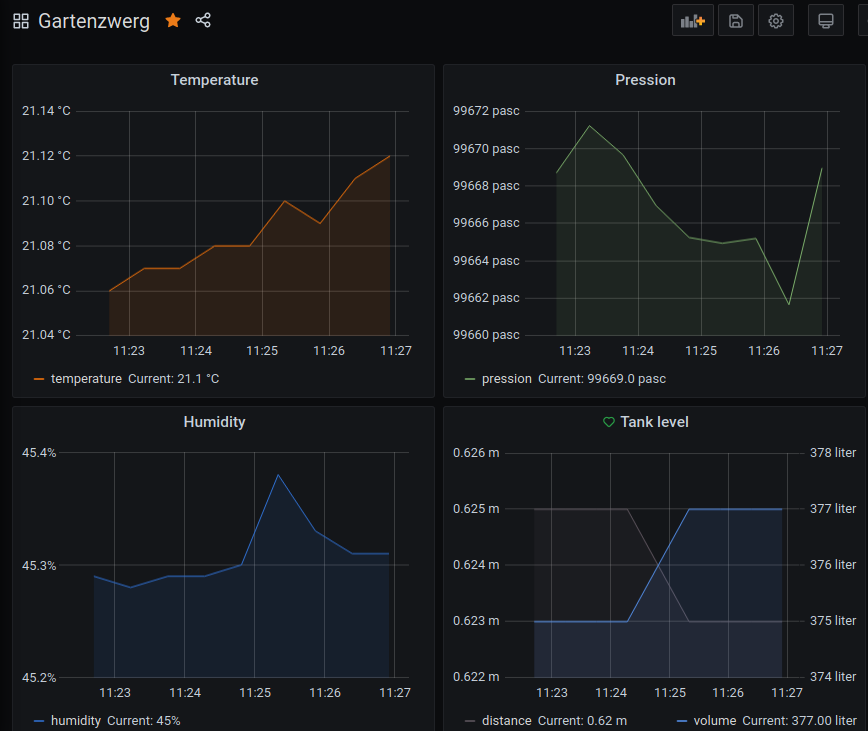 Gartenzwerg
Temperature
21.14 °C
21.12 °C
21.10 °C
21.08 °C
21.06 °C
21.04 °C
11:23 11:24 11:25 11:26 11:27
temperature Current: 21.1 °C
Pression
99672 pasc
99670 pasc
99668 pasc
99666 pasc
99664 pasc
99662 pasc
99660 pasc
11:23 11:24 11:25 11:26 11:27
pression Current: 99669.0 pasc
Humidity
45.4%
45.3%
45.2%
11:23 11:24 11:25 11:26 11:27
humidity Current: 45%
Tank level
0.626 m 378 liter
0.625 m 377 liter
0.624 m 376 liter
0.623 m 375 liter
0.622 m 374 liter
11:23 11:24 11:25 11:26 11:27
distance Current: 0.62 m volume Current: 377.00 liter